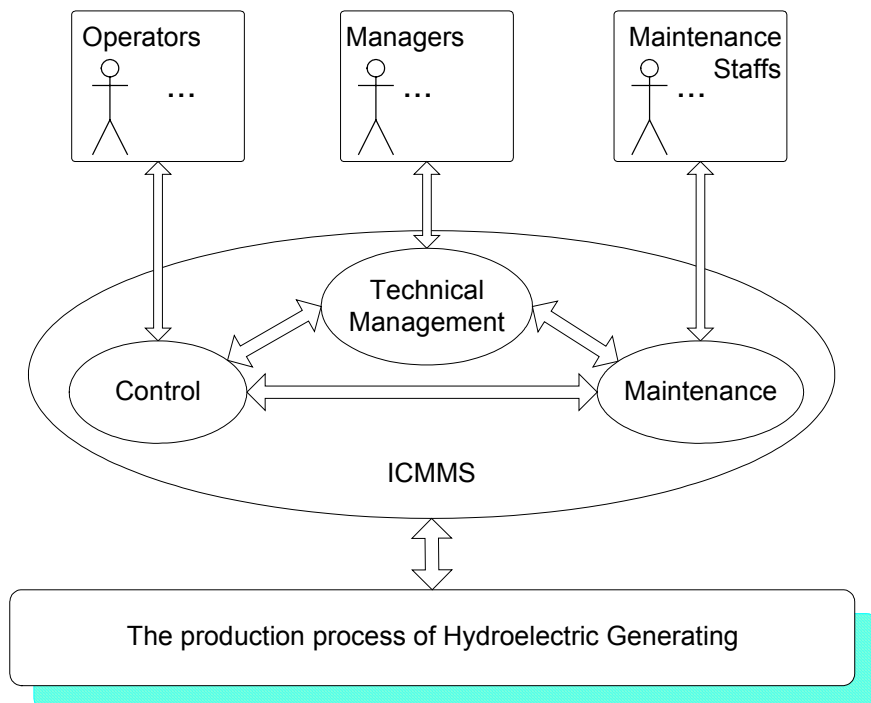 Operators
...
Managers
...
Maintenance
Staffs
...
Technical
Management
Control
Maintenance
ICMMS
The production process of Hydroelectric Generating